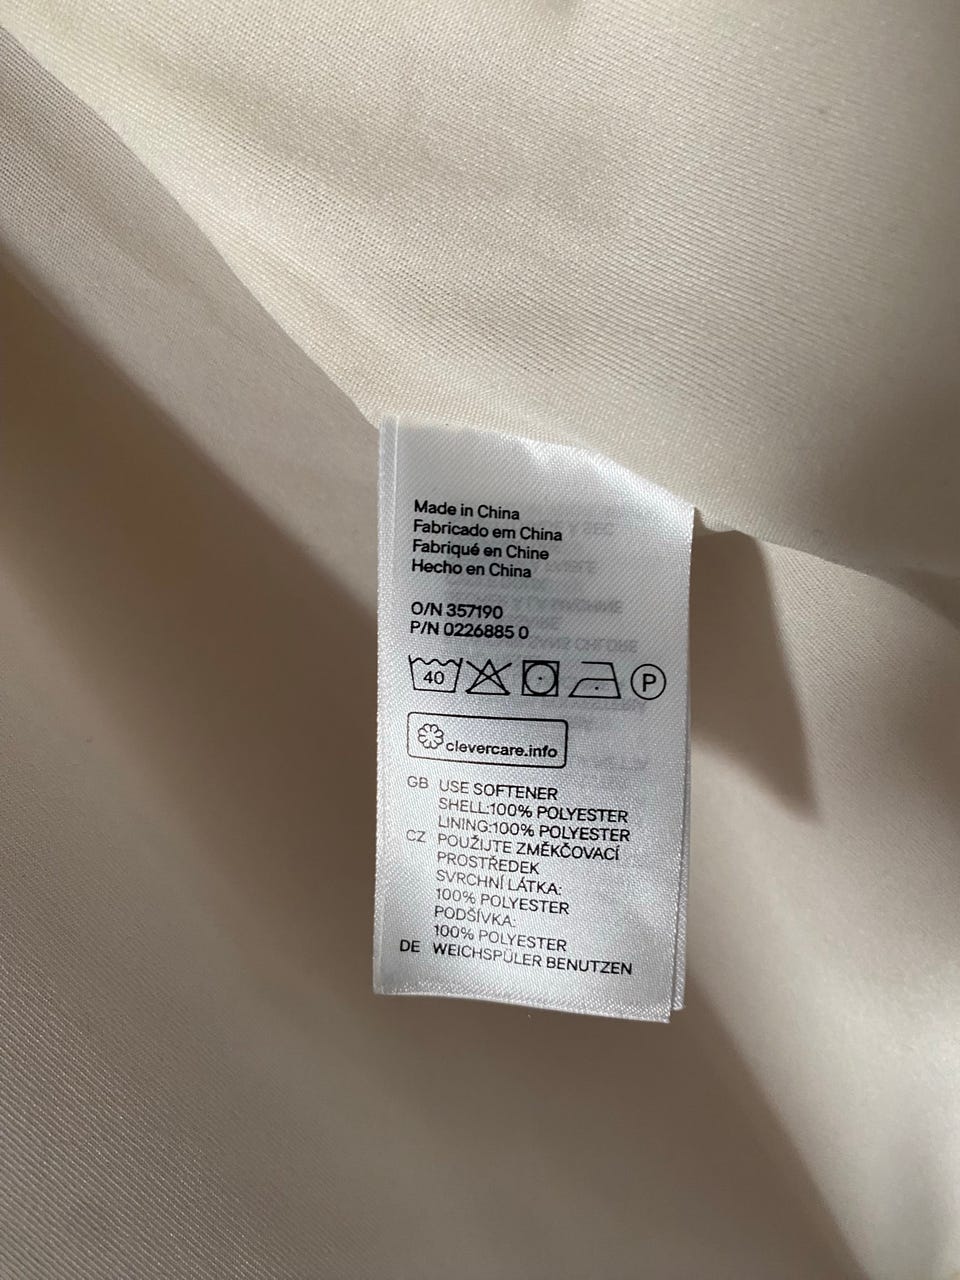 Made in China
Fabricado em China
Fabriqué en Chine
Hecho en China
O/N 357190
P/N 0226885 0
40 P
clevercare.info
GB USE SOFTENER
SHELL:100% POLYESTER
LINING:100% POLYESTER
CZ POUŽIJTE ZMĚKČOVACÍ
PROSTŘEDEK
SVRCHNÍ LÁTKA:
100% POLYESTER
PODŠÍVKA:
100% POLYESTER
DE WEICHSPÜLER BENUTZEN